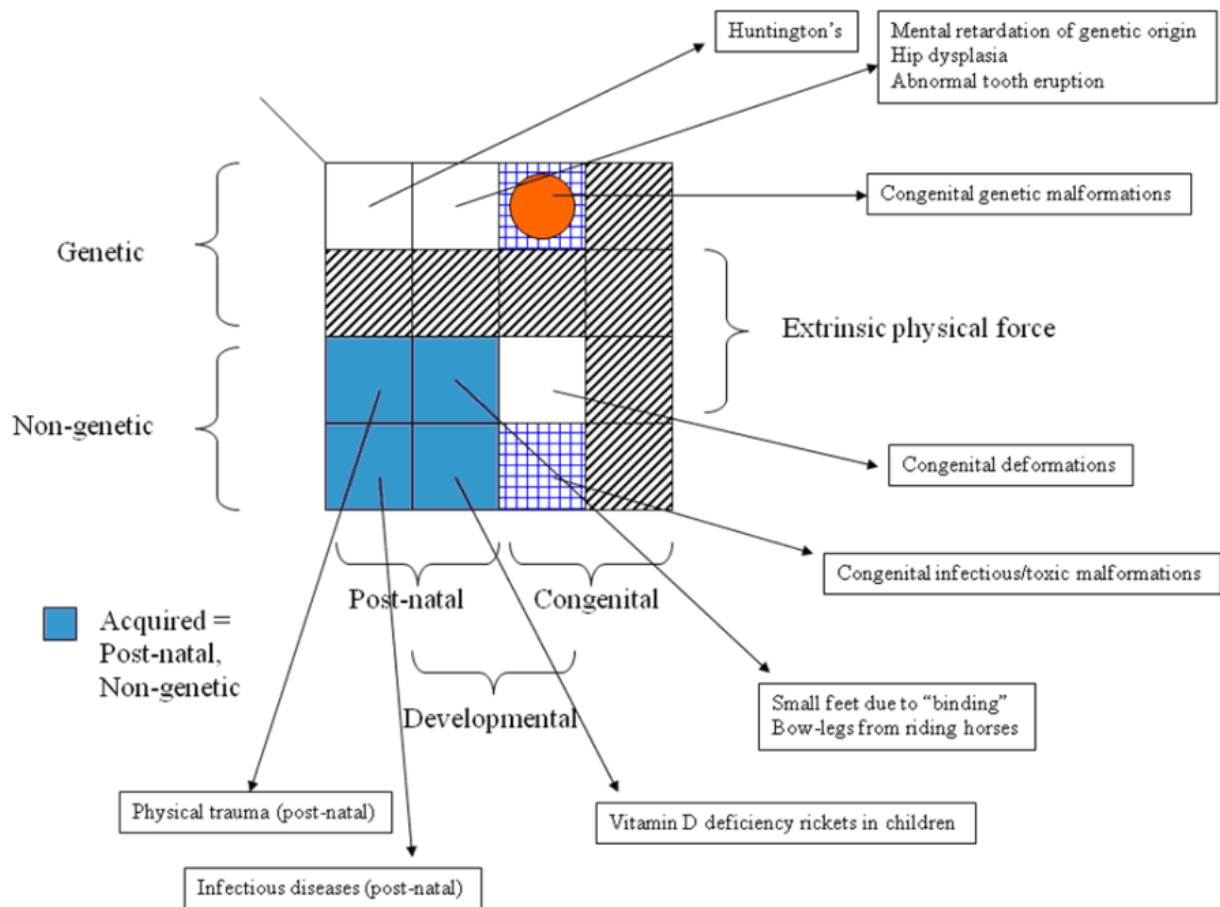 Huntington's
Mental retardation of genetic origin
Hip dysplasia
Abnormal tooth eruption
Congenital genetic malformations
Genetic
Extrinsic physical force
Non-genetic
Congenital deformations
Congenital infectious/toxic malformations
Post-natal
Congenital
Acquired =
Post-natal,
Non-genetic
Developmental
Small feet due to “binding”
Bow-legs from riding horses
Physical trauma (post-natal)
Vitamin D deficiency rickets in children
Infectious diseases (post-natal)